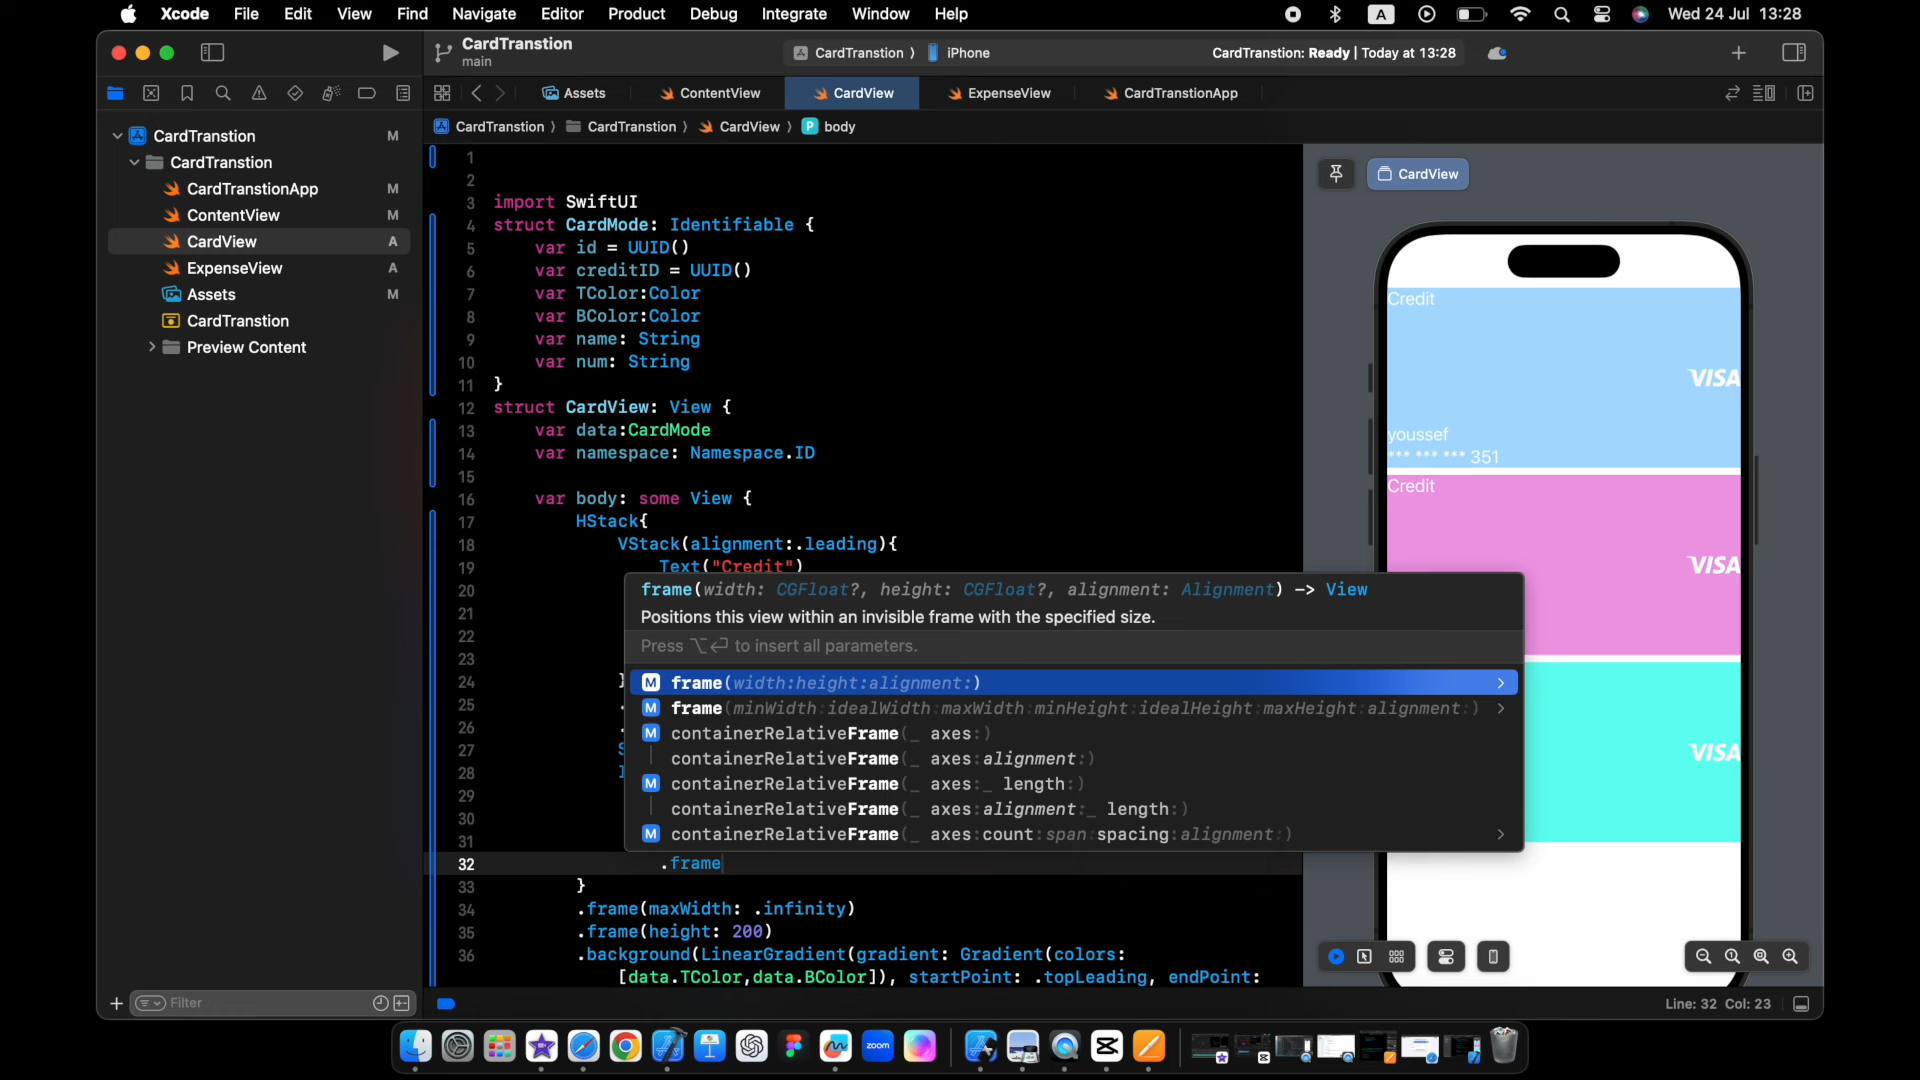 Xcode File Edit View Find Navigate Editor Product Debug Integrate Window Help A Wed 24 Jul 13:28
CardTranstion
main
CardTranstion ⟩ iPhone
CardTranstion: Ready | Today at 13:28
Assets ContentView CardView ExpenseView CardTranstionApp
CardTranstion ⟩ CardTranstion ⟩ CardView ⟩ P body
CardTranstion M
CardTranstion
CardTranstionApp M
ContentView M
CardView A
ExpenseView A
Assets M
CardTranstion
Preview Content
Filter
1
2
3 import SwiftUI
4 struct CardMode: Identifiable {
5 var id = UUID()
6 var creditID = UUID()
7 var TColor:Color
8 var BColor:Color
9 var name: String
10 var num: String
11 }
12 struct CardView: View {
13 var data:CardMode
14 var namespace: Namespace.ID
15
16 var body: some View {
17 HStack{
18 VStack(alignment:.leading){
19 Text("Credit")
20
21
22
23
24 }
25 .
26 .
27 S
28 I
29
30
31
32 .frame
33 }
34 .frame(maxWidth: .infinity)
35 .frame(height: 200)
36 .background(LinearGradient(gradient: Gradient(colors:
[data.TColor,data.BColor]), startPoint: .topLeading, endPoint:
frame(width: CGFloat?, height: CGFloat?, alignment: Alignment) -> View
Positions this view within an invisible frame with the specified size.
Press ⌥⏎ to insert all parameters.
M frame(width:height:alignment:)
M frame(minWidth:idealWidth:maxWidth:minHeight:idealHeight:maxHeight:alignment:)
M containerRelativeFrame(_ axes:)
containerRelativeFrame(_ axes:alignment:)
M containerRelativeFrame(_ axes:_ length:)
containerRelativeFrame(_ axes:alignment:_ length:)
M containerRelativeFrame(_ axes:count:span:spacing:alignment:)
CardView
Credit
VISA
youssef
*** *** *** 351
Credit
VISA
VISA
Line: 32 Col: 23
zoom